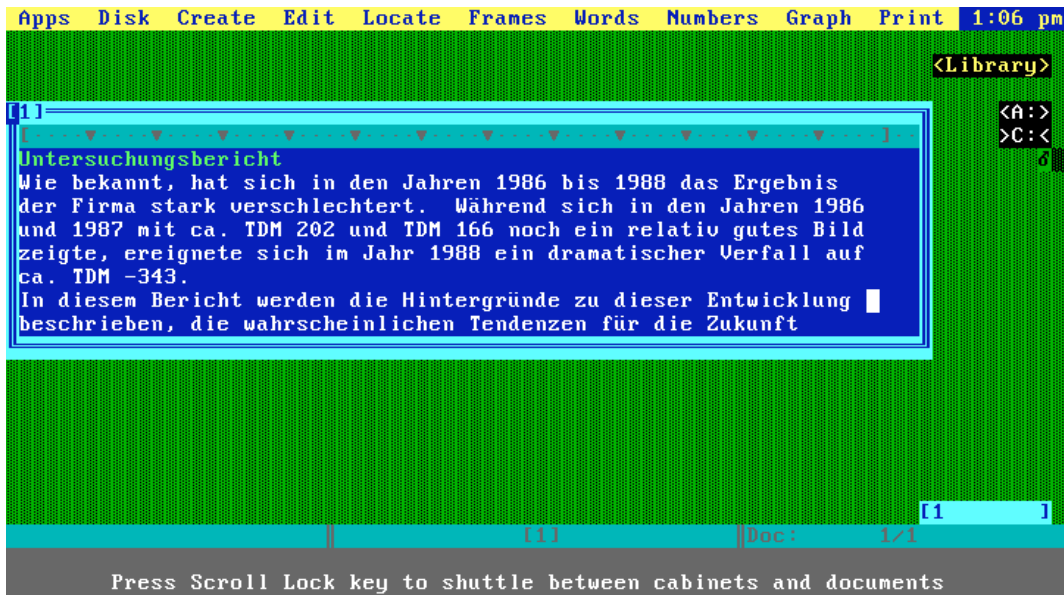 Apps Disk Create Edit Locate Frames Words Numbers Graph Print 1:06 pm
<Library>
[1]
<A:>
>C:<
Untersuchungsbericht
Wie bekannt, hat sich in den Jahren 1986 bis 1988 das Ergebnis
der Firma stark verschlechtert. Während sich in den Jahren 1986
und 1987 mit ca. TDM 202 und TDM 166 noch ein relativ gutes Bild
zeigte, ereignete sich im Jahr 1988 ein dramatischer Verfall auf
ca. TDM -343.
In diesem Bericht werden die Hintergründe zu dieser Entwicklung
beschrieben, die wahrscheinlichen Tendenzen für die Zukunft
[1 ]
[1] Doc: 1/1
Press Scroll Lock key to shuttle between cabinets and documents